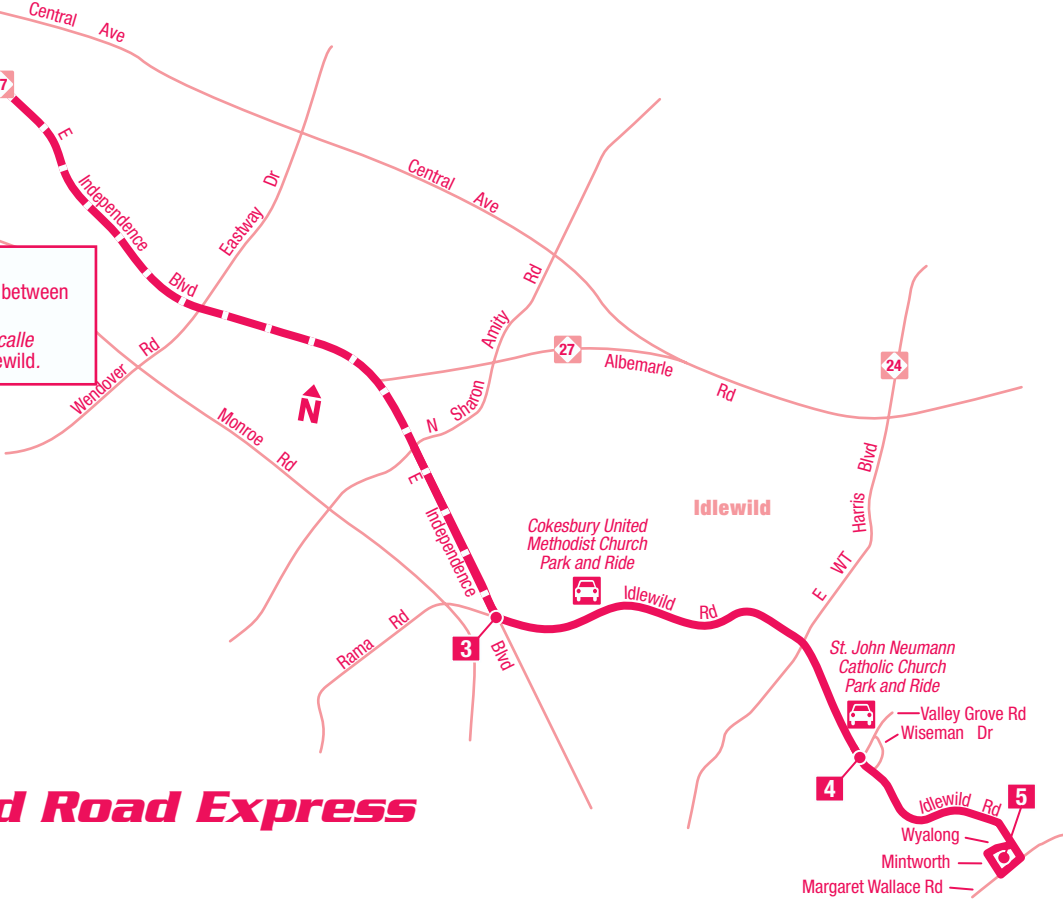 Central Ave
7
E Independence Blvd
Eastway Dr
Central Ave
between
calle
ewild.
Wendover Rd
Monroe Rd
N
N Sharon Amity Rd
27
Albemarle Rd
24
E WT Harris Blvd
E Independence Blvd
Idlewild
Cokesbury United
Methodist Church
Park and Ride
Idlewild Rd
Rama Rd
3
St. John Neumann
Catholic Church
Park and Ride
Valley Grove Rd
Wiseman Dr
4
d Road Express
Idlewild Rd
5
Wyalong
Mintworth
Margaret Wallace Rd